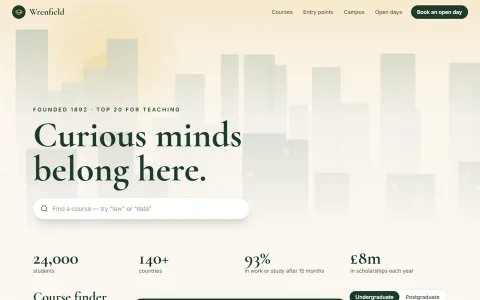 Wrenfield
Courses
Entry points
Campus
Open days
Book an open day
FOUNDED 1892 · TOP 20 FOR TEACHING
Curious minds
belong here.
Find a course — try "law" or "data"
24,000
students
140+
countries
93%
in work or study after 15 months
£8m
in scholarships each year
Course finder
Undergraduate
Postgraduate